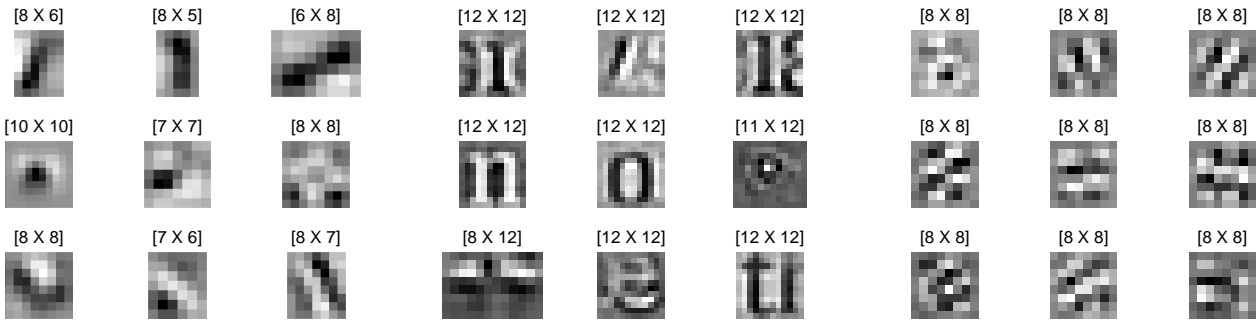 [8 X 6] [8 X 5] [6 X 8] [12 X 12] [12 X 12] [12 X 12] [8 X 8] [8 X 8] [8 X 8]
[10 X 10] [7 X 7] [8 X 8] [12 X 12] [12 X 12] [11 X 12] [8 X 8] [8 X 8] [8 X 8]
[8 X 8] [7 X 6] [8 X 7] [8 X 12] [12 X 12] [12 X 12] [8 X 8] [8 X 8] [8 X 8]